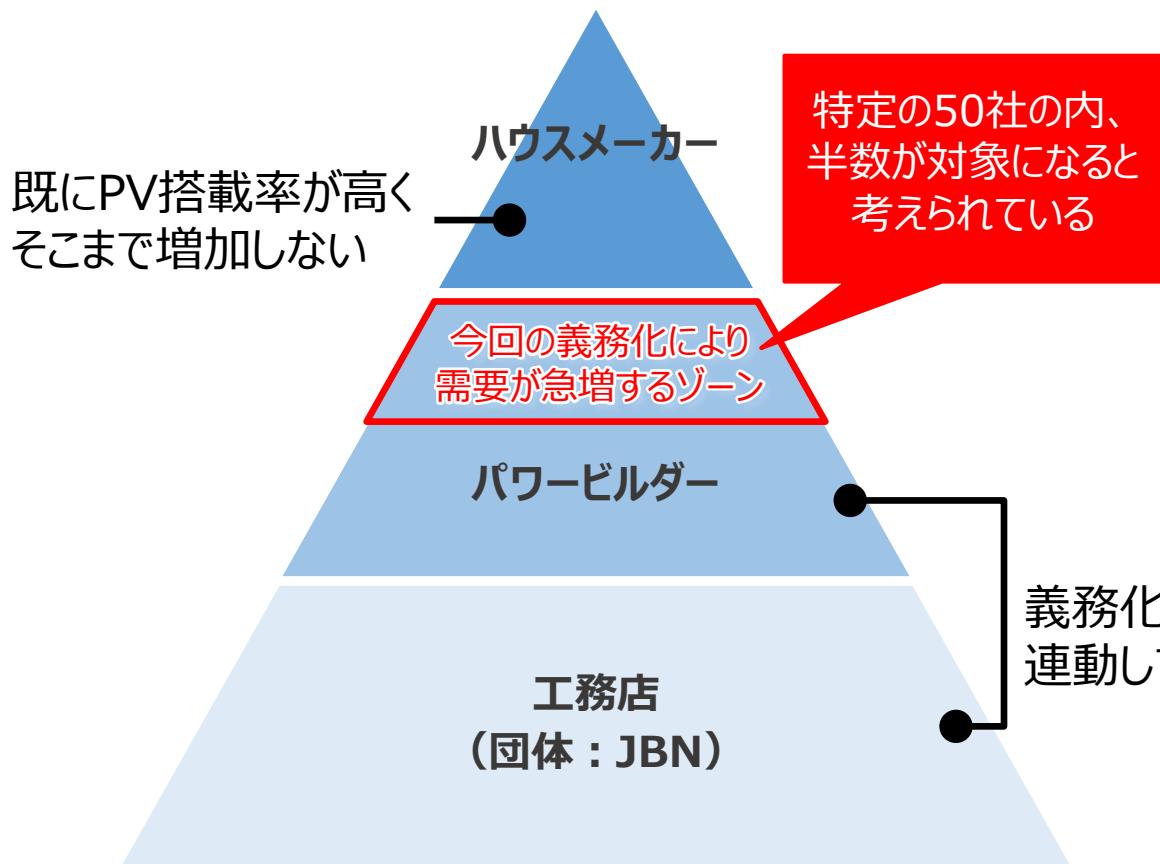 ハウスメーカー
特定の50社の内、
半数が対象になると
考えられている
既にPV搭載率が高く
そこまで増加しない
今回の義務化により
需要が急増するゾーン
パワービルダー
義務化
連動し
工務店
（団体：JBN）